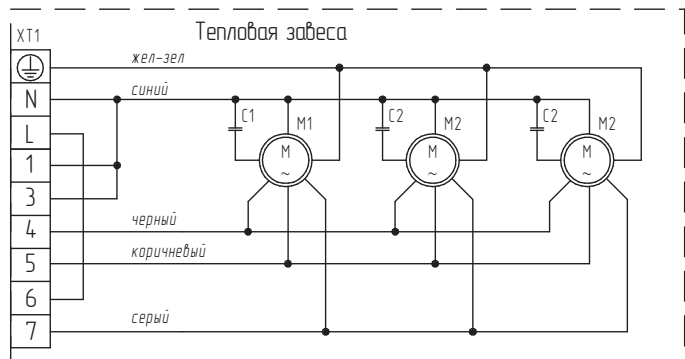 Тепловая завеса
XT1
жел-зел
N
синий
L
C1
M1
C2
M2
C2
M2
M
~
M
~
M
~
1
3
4
черный
5
коричневый
6
7
серый